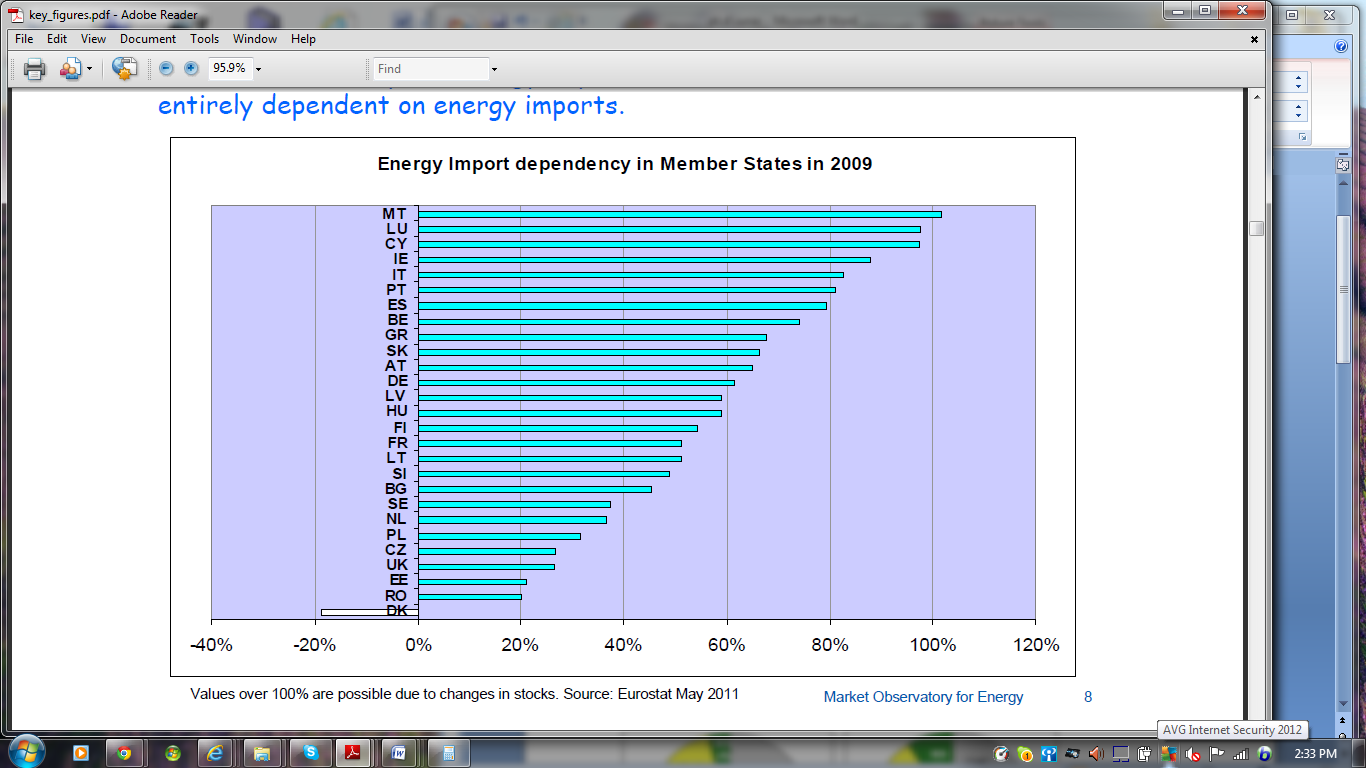 key_figures.pdf - Adobe Reader
File Edit View Document Tools Window Help
95.9% Find
entirely dependent on energy imports.
Energy Import dependency in Member States in 2009
MT
LU
CY
IE
IT
PT
ES
BE
GR
SK
AT
DE
LV
HU
FI
FR
LT
SI
BG
SE
NL
PL
CZ
UK
EE
RO
DK
-40% -20% 0% 20% 40% 60% 80% 100% 120%
Values over 100% are possible due to changes in stocks. Source: Eurostat May 2011 Market Observatory for Energy 8
AVG Internet Security 2012
2:33 PM